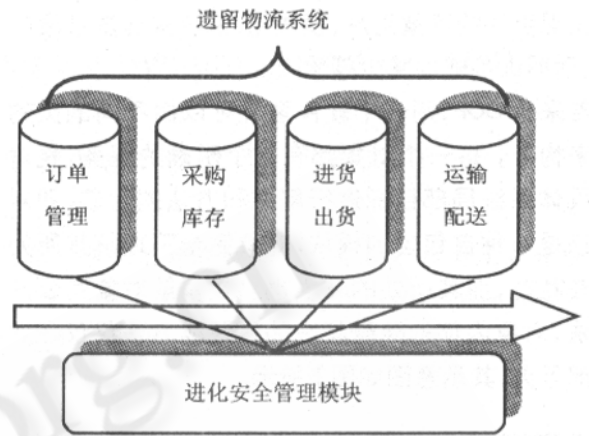 遗留物流系统
订单
管理
采购
库存
进货
出货
运输
配送
进化安全管理模块